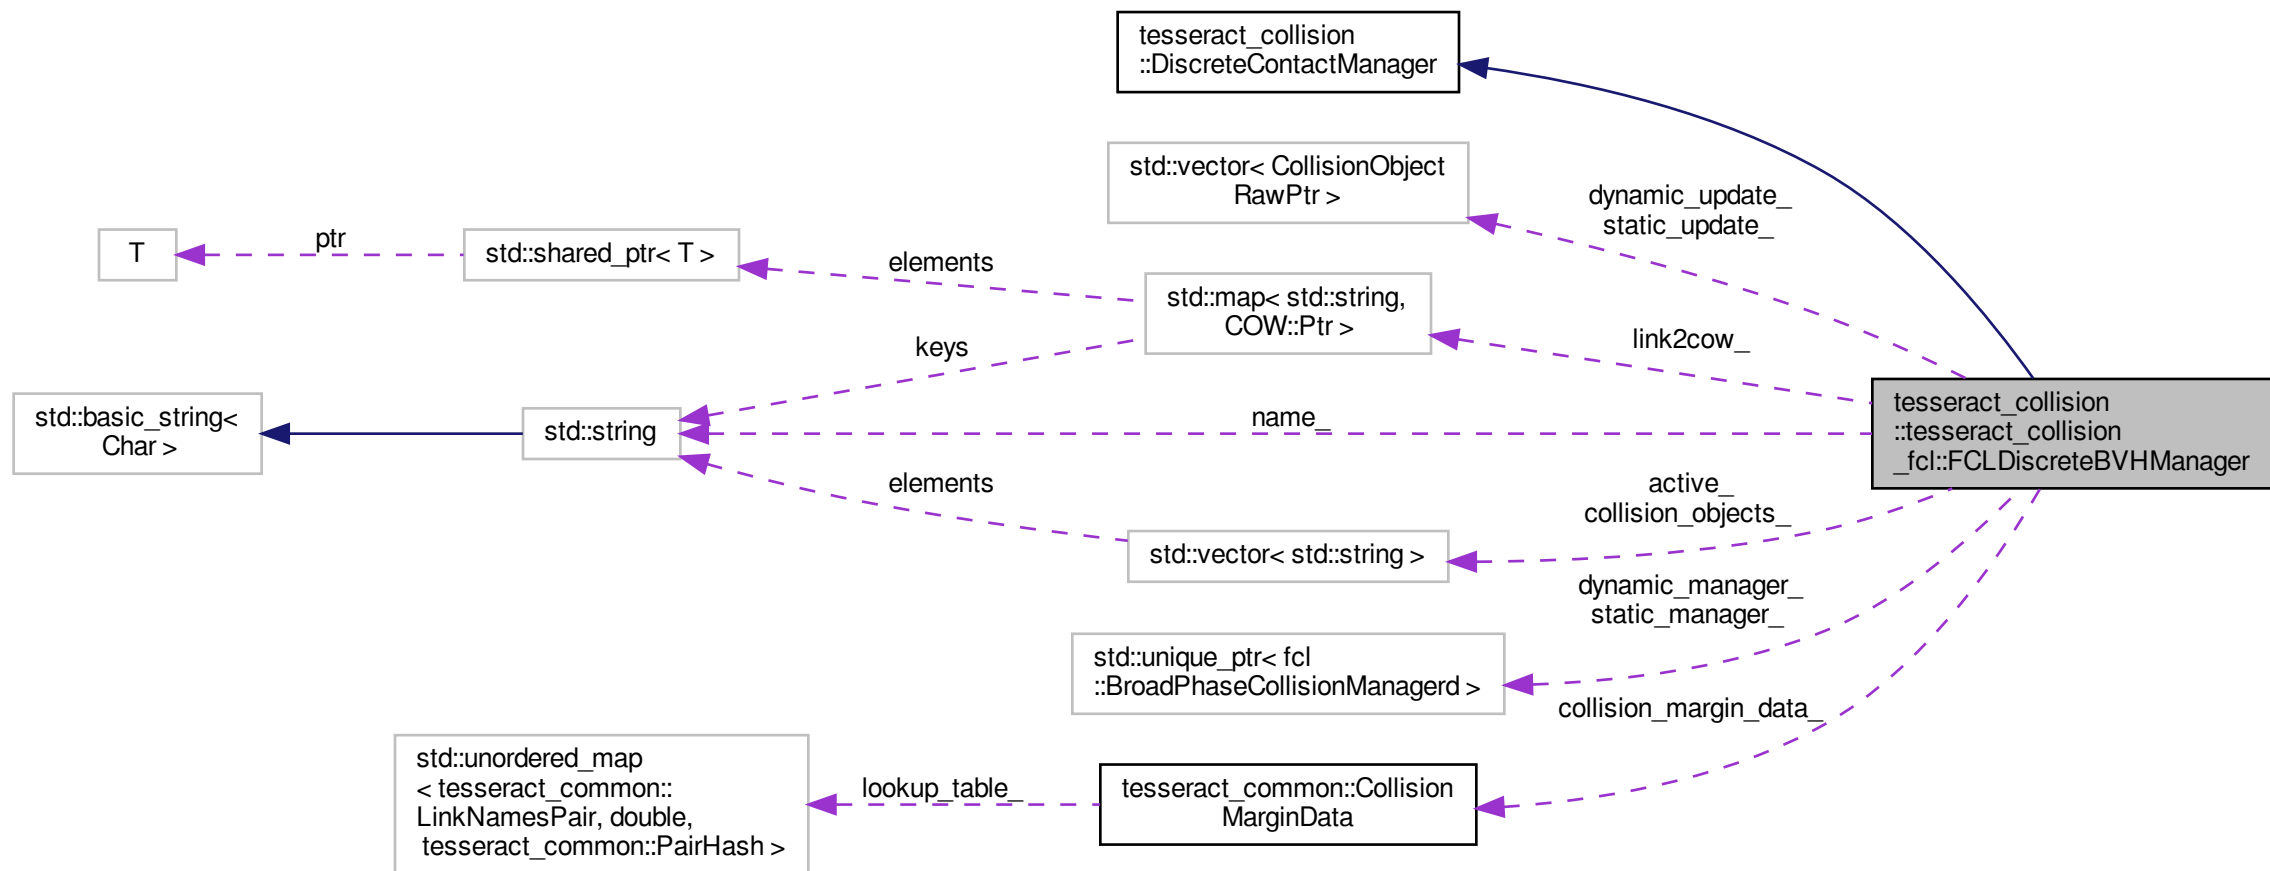 tesseract_collision
::DiscreteContactManager
std::vector< CollisionObject
RawPtr >
dynamic_update_
static_update_
T
ptr
std::shared_ptr< T >
elements
std::map< std::string,
COW::Ptr >
link2cow_
keys
std::basic_string<
Char >
std::string
name_
tesseract_collision
::tesseract_collision
_fcl::FCLDiscreteBVHManager
elements
std::vector< std::string >
active_
collision_objects_
dynamic_manager_
static_manager_
std::unique_ptr< fcl
::BroadPhaseCollisionManagerd >
collision_margin_data_
std::unordered_map
< tesseract_common::
LinkNamesPair, double,
tesseract_common::PairHash >
lookup_table_
tesseract_common::Collision
MarginData